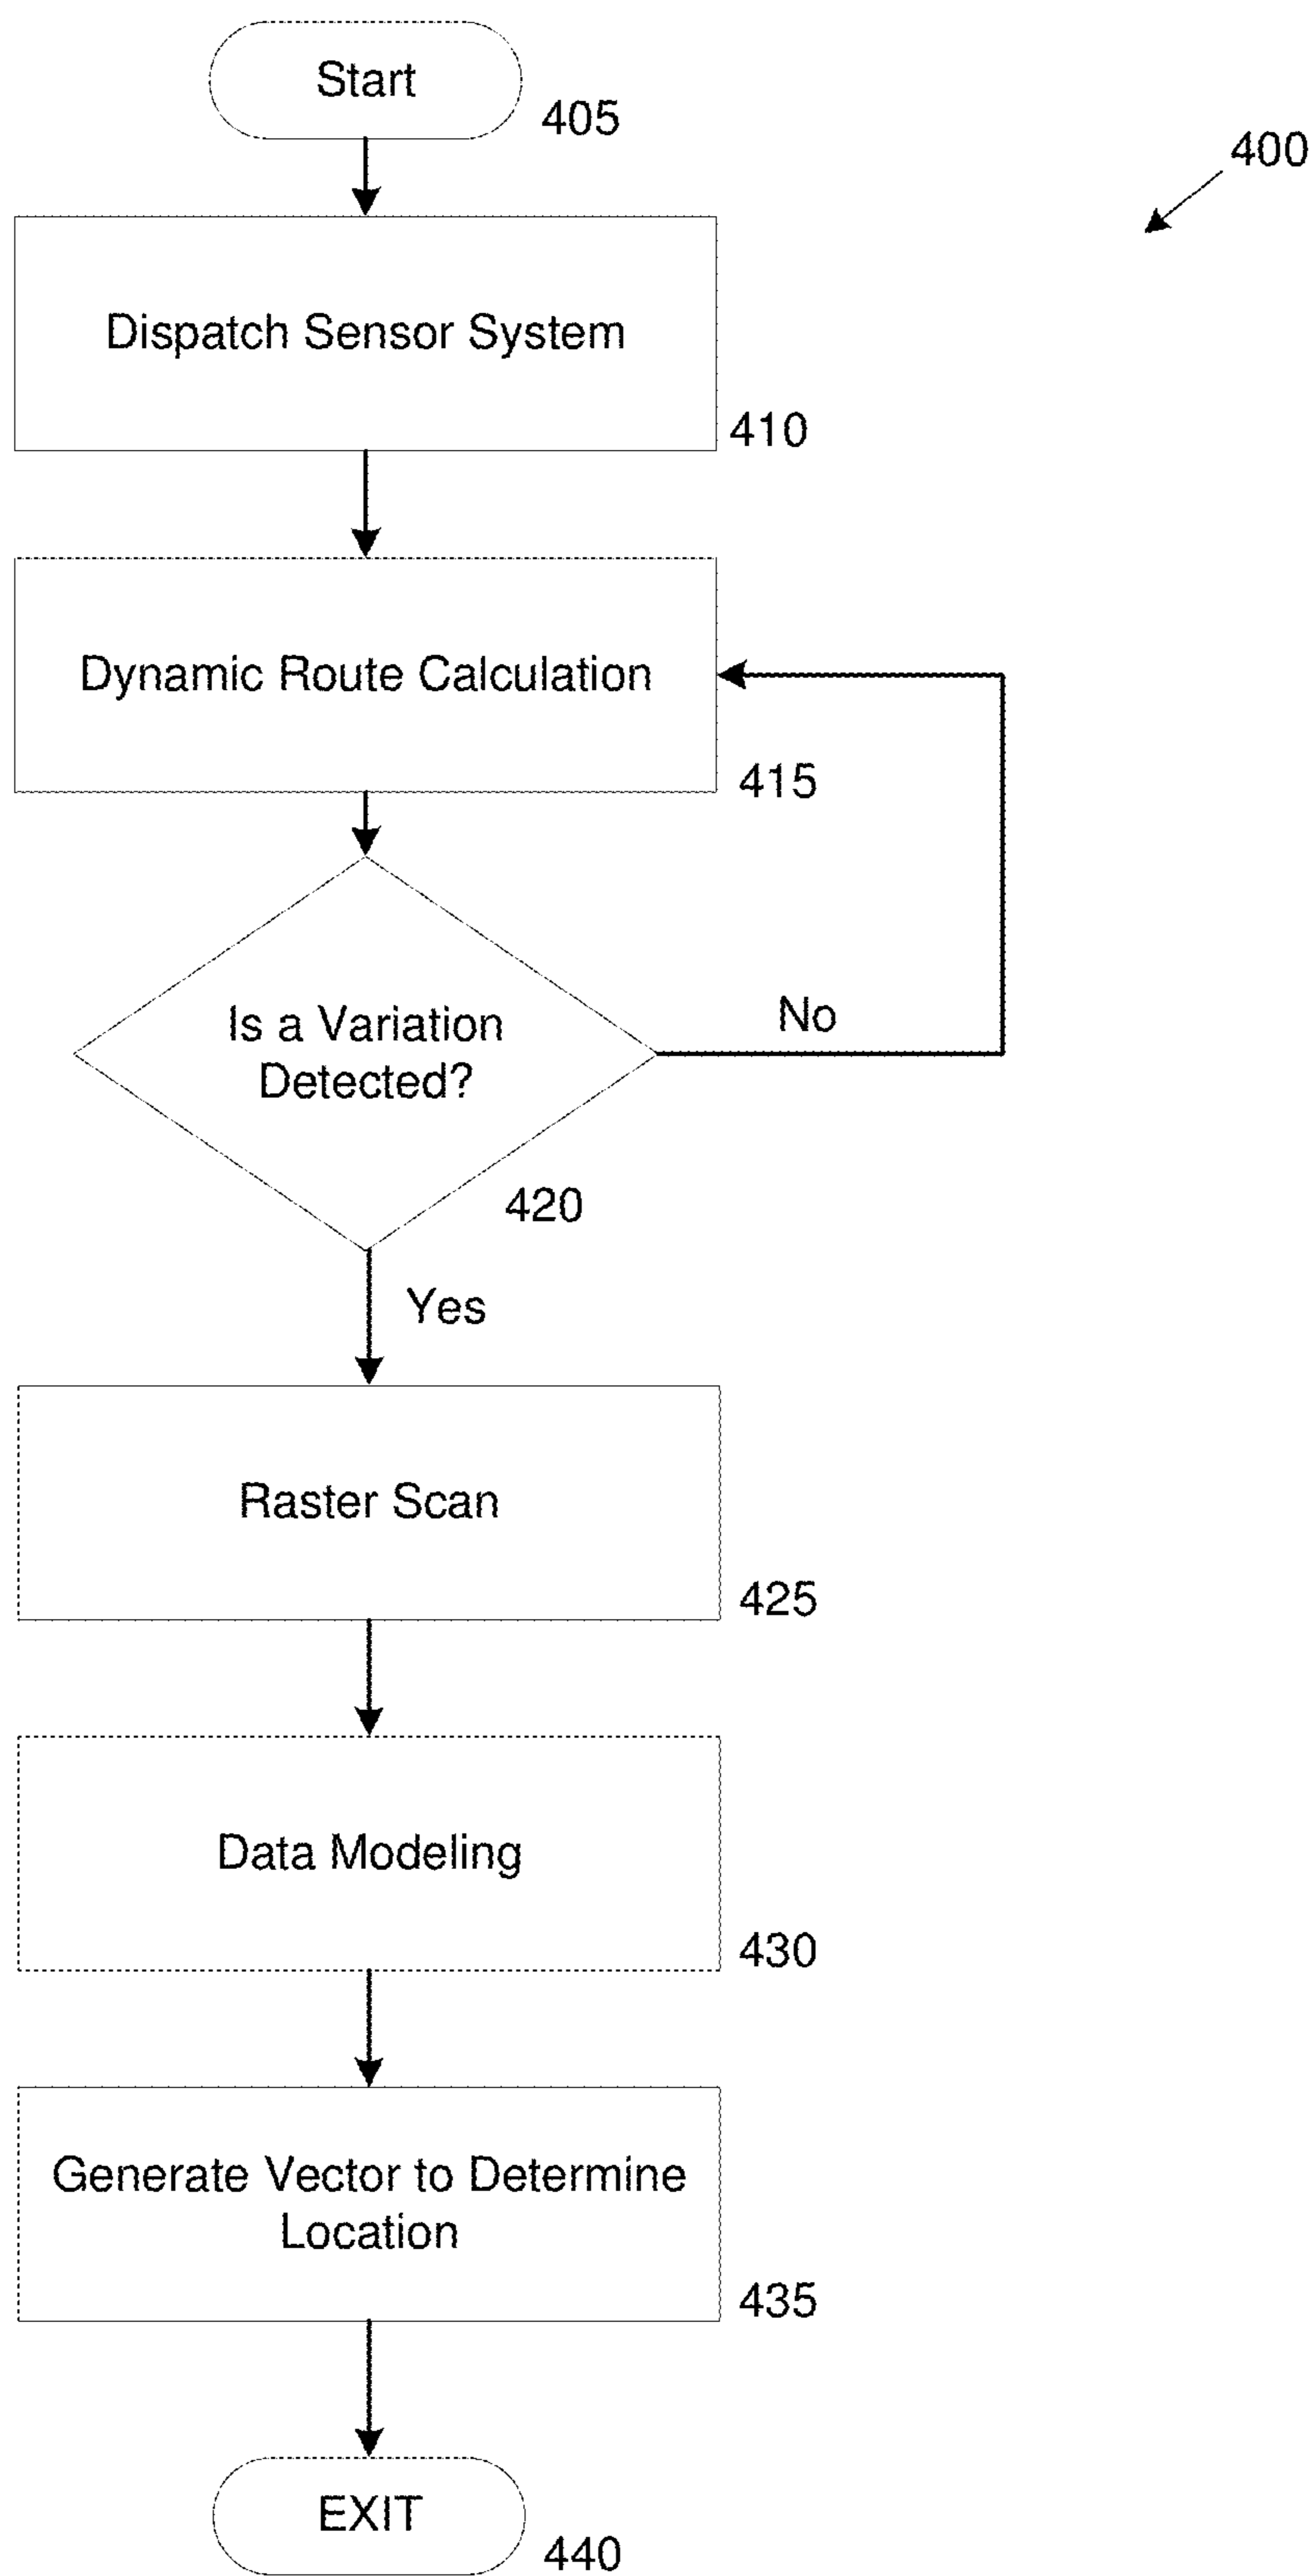 Start
405
400
Dispatch Sensor System
410
Dynamic Route Calculation
415
Is a Variation
Detected?
No
420
Yes
Raster Scan
425
Data Modeling
430
Generate Vector to Determine
Location
435
EXIT
440